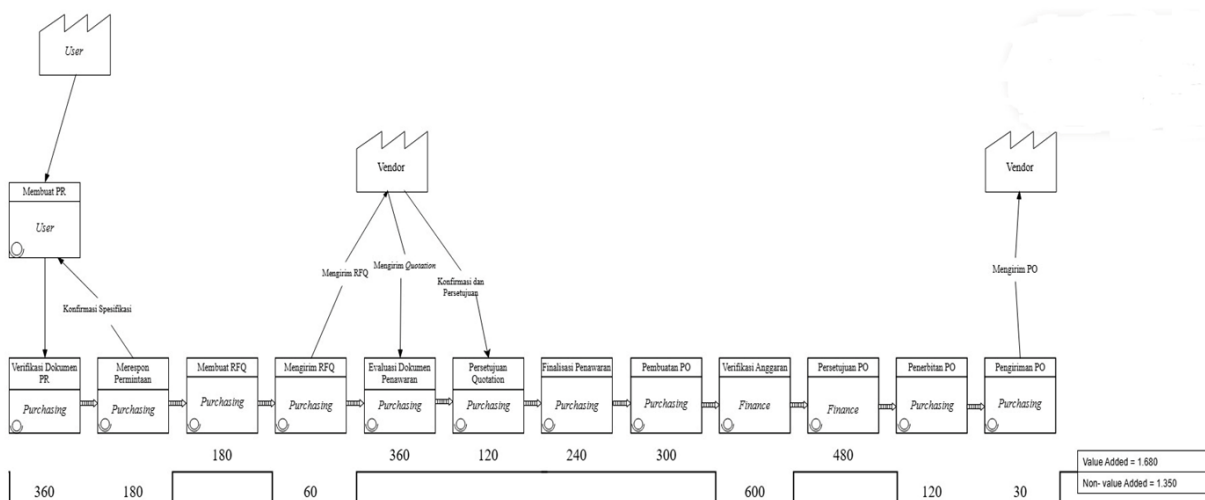 User
Vendor
Vendor
Membuat PR
User
Mengirim RFQ
Mengirim Quotation
Konfirmasi dan
Persetujuan
Mengirim PO
Konfirmasi Spesifikasi
Verifikasi Dokumen
PR
Purchasing
Merespon
Permintaan
Purchasing
Membuat RFQ
Purchasing
Mengirim RFQ
Purchasing
Evaluasi Dokumen
Penawaran
Purchasing
Persetujuan
Quotation
Purchasing
Finalisasi Penawaran
Purchasing
Pembuatan PO
Purchasing
Verifikasi Anggaran
Finance
Persetujuan PO
Finance
Penerbitan PO
Purchasing
Pengiriman PO
Purchasing
180
360
120
240
300
480
360
180
60
600
120
30
Value Added = 1.680
Non- value Added = 1.350